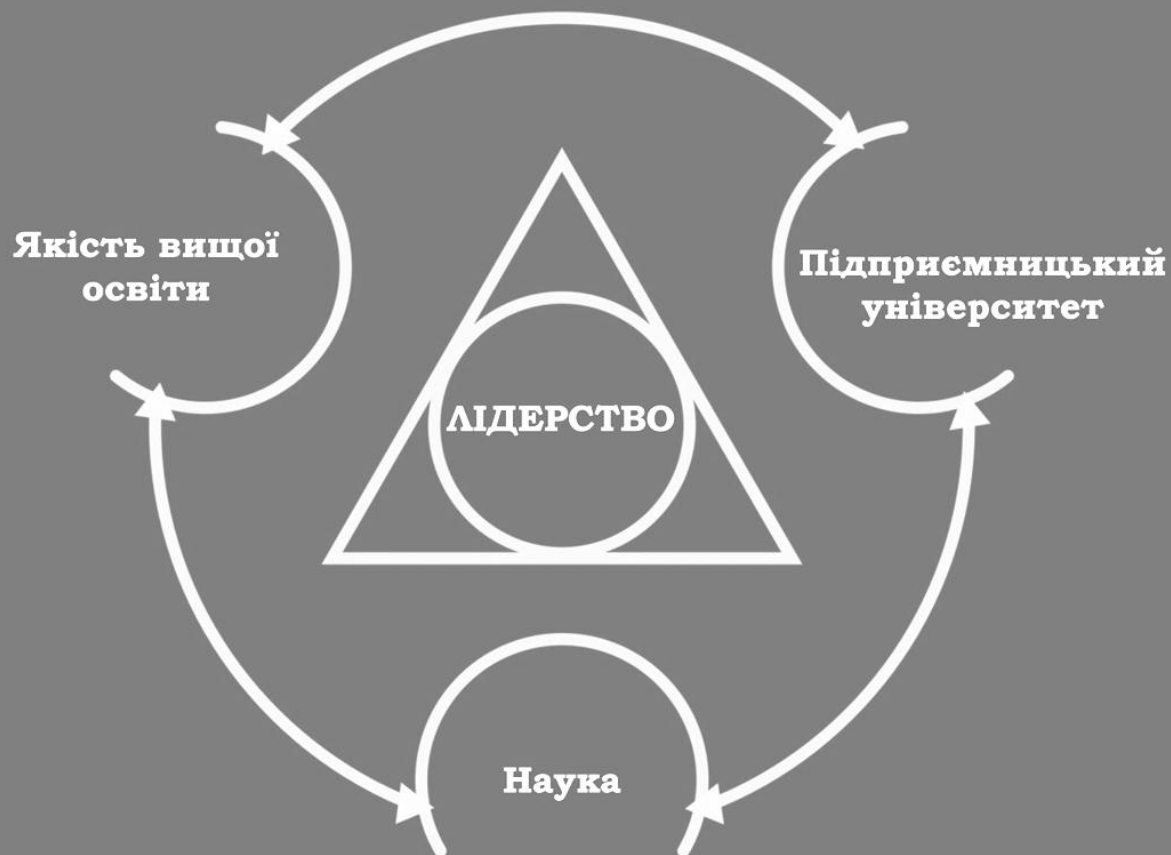 Якість вищої
освіти
Підприємницький
університет
ЛІДЕРСТВО
Наука